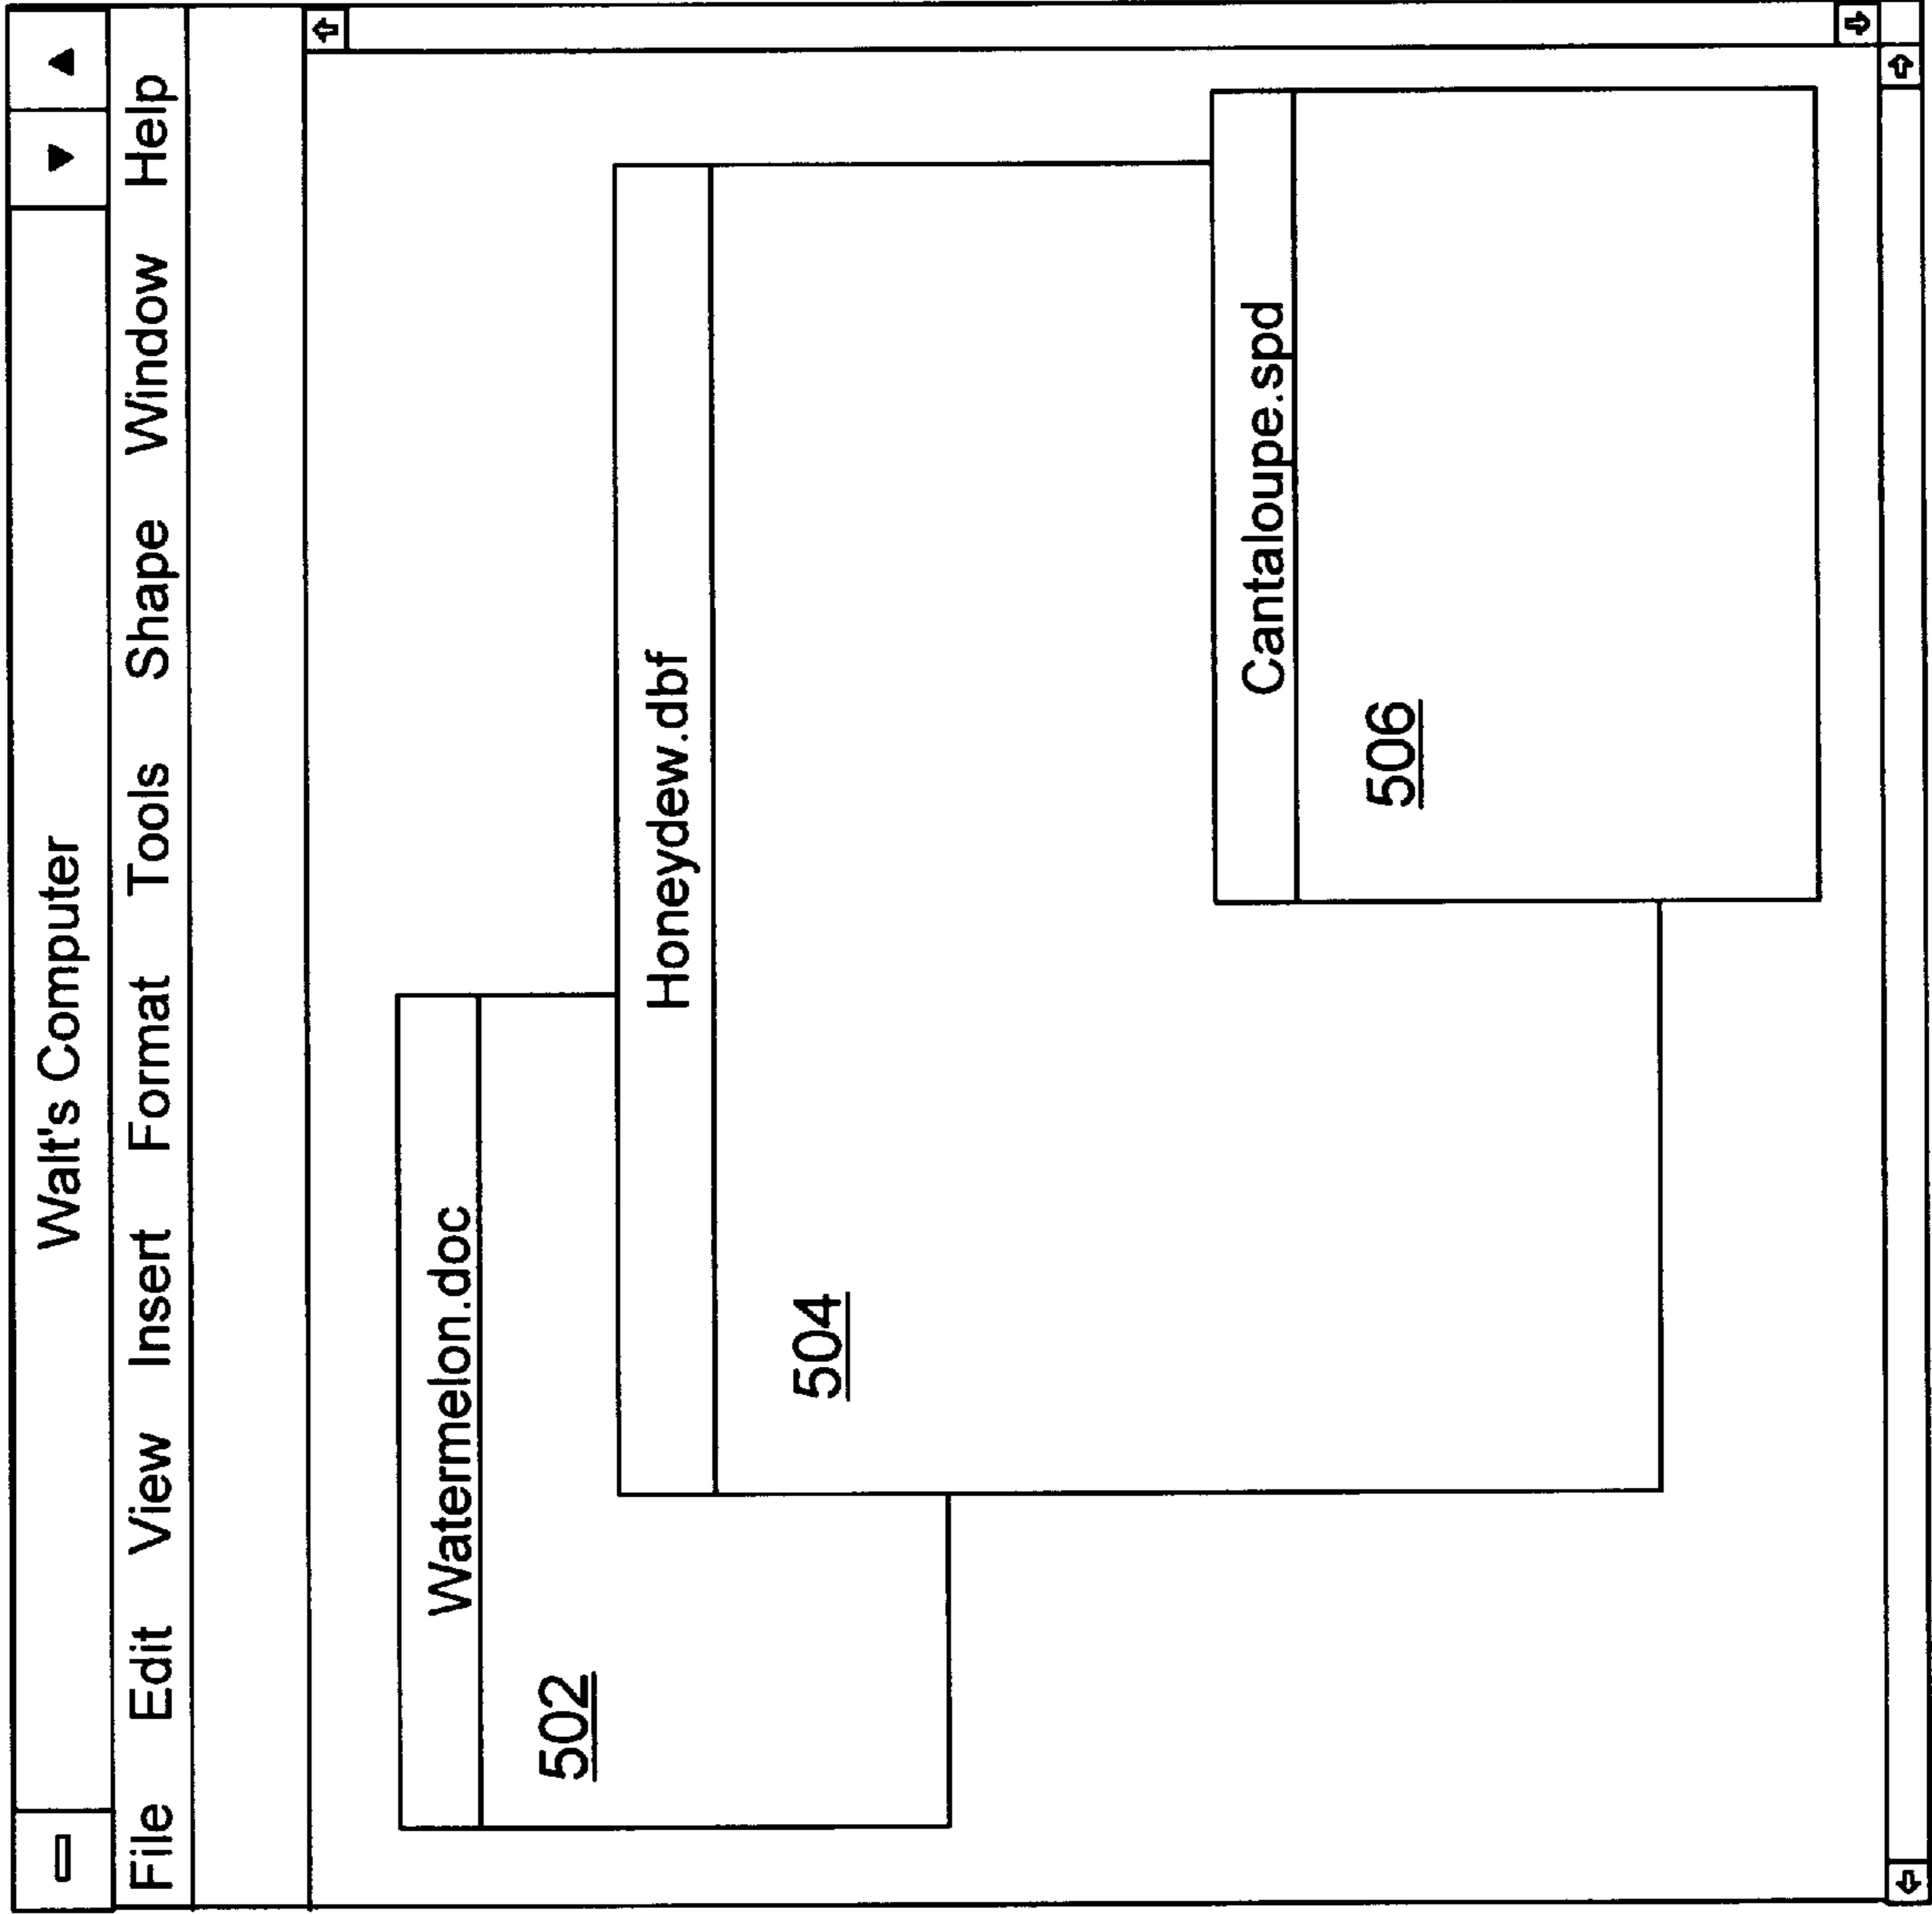 Walt's Computer
File Edit View Insert Format Tools Shape Window Help
Watermelon.doc
502
Honeydew.dbf
504
Cantaloupe.spd
506